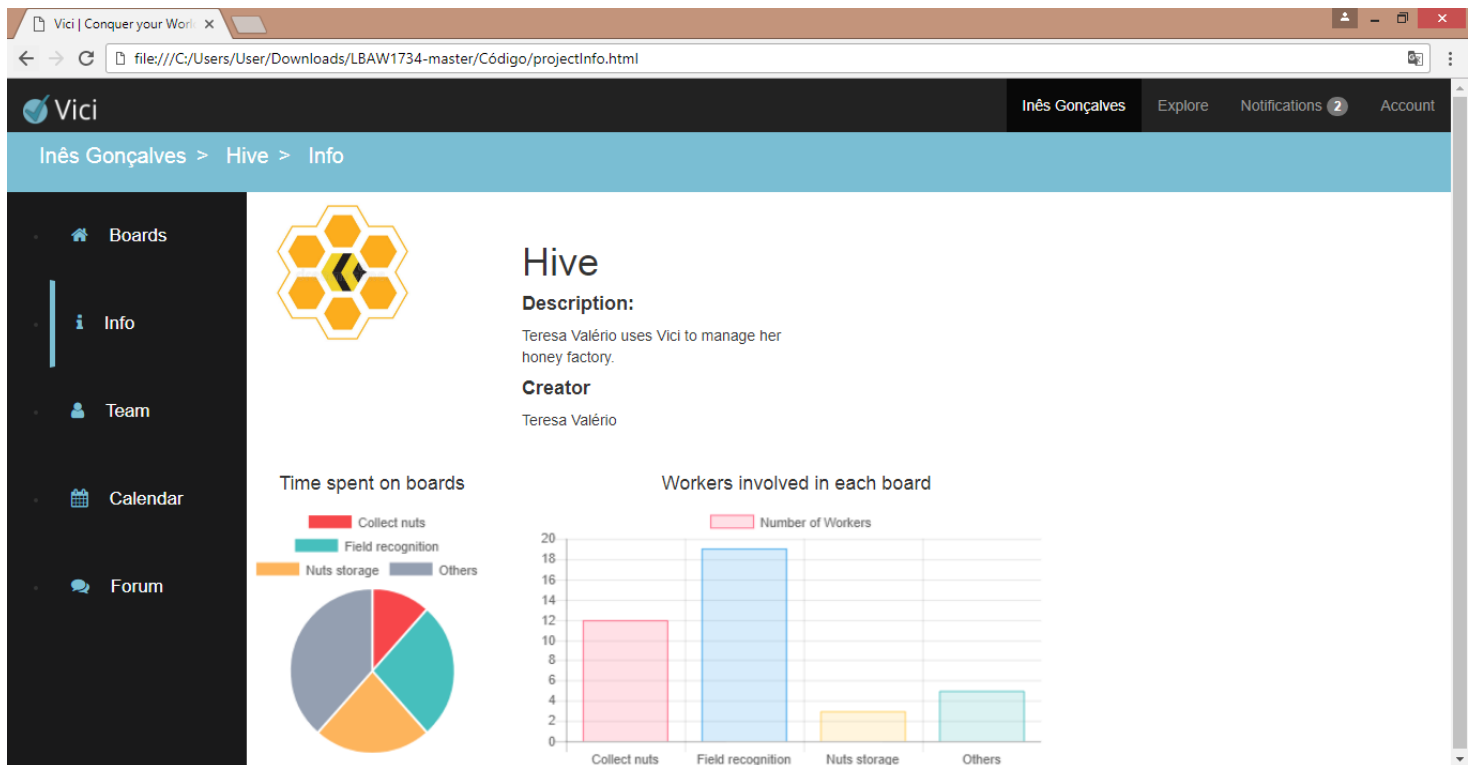 Vici | Conquer your Worl
file:///C:/Users/User/Downloads/LBAW1734-master/Código/projectInfo.html
Vici
Inês Gonçalves Explore Notifications 2 Account
Inês Gonçalves > Hive > Info
Boards
Info
Team
Calendar
Forum
Hive
Description:
Teresa Valério uses Vici to manage her
honey factory.
Creator
Teresa Valério
Time spent on boards
Collect nuts
Field recognition
Nuts storage Others
Workers involved in each board
Number of Workers
20
18
16
14
12
10
8
6
4
2
0
Collect nuts Field recognition Nuts storage Others